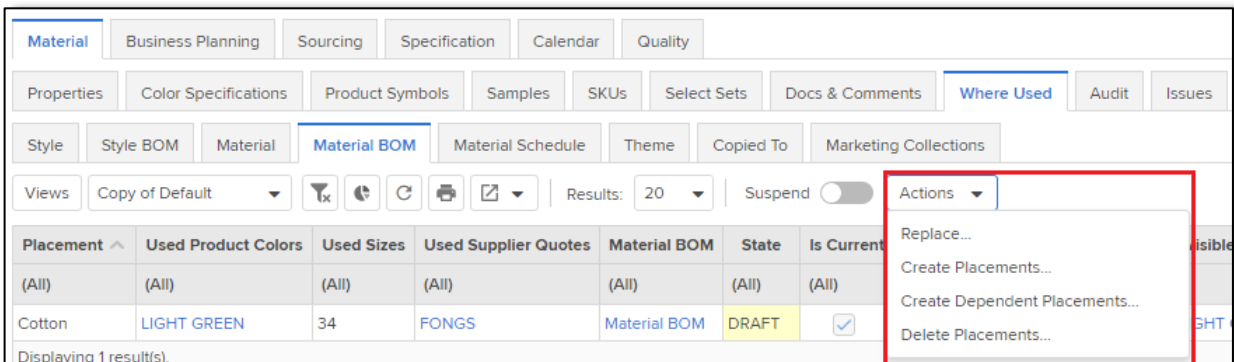 Material Business Planning Sourcing Specification Calendar Quality
Properties Color Specifications Product Symbols Samples SKUs Select Sets Docs & Comments Where Used Audit Issues
Style Style BOM Material Material BOM Material Schedule Theme Copied To Marketing Collections
Views Copy of Default Results: 20 Suspend Actions
Placement Used Product Colors Used Sizes Used Supplier Quotes Material BOM State Is Current
(All) (All) (All) (All) (All) (All) (All)
Cotton LIGHT GREEN 34 FONGS Material BOM DRAFT
Displaying 1 result(s).
Replace...
Create Placements...
Create Dependent Placements...
Delete Placements...